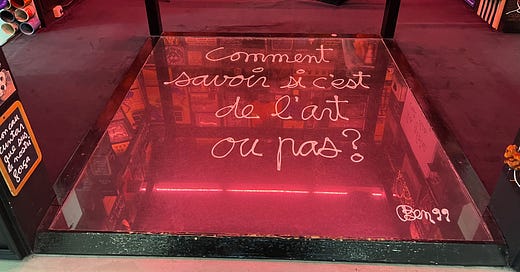 Comment
savoir si c'est
de l'art
ou pas?
Ben 99